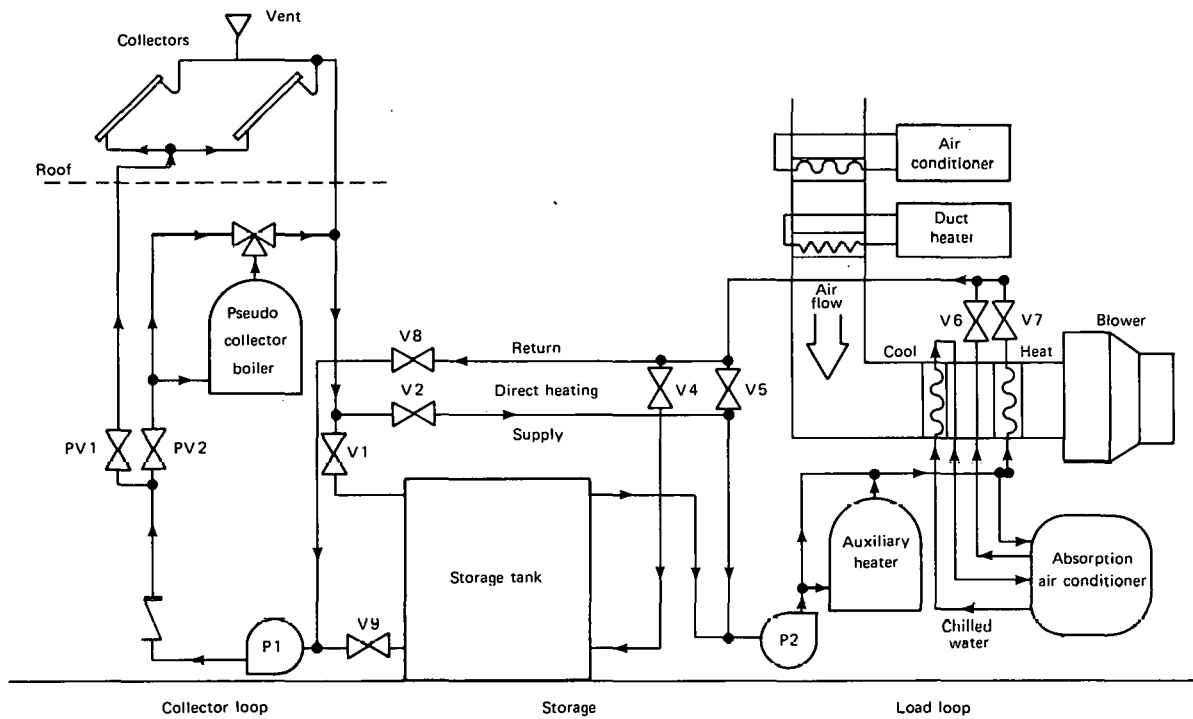 Vent
Collectors
Roof
Air
conditioner
Duct
heater
Pseudo
collector
boiler
Air
flow
V6
V7
Blower
V8
Return
Cool
Heat
V2
Direct heating
V4
V5
PV1
PV2
V1
Supply
Storage tank
Auxiliary
heater
Absorption
air conditioner
P1
V9
P2
Chilled
water
Collector loop
Storage
Load loop